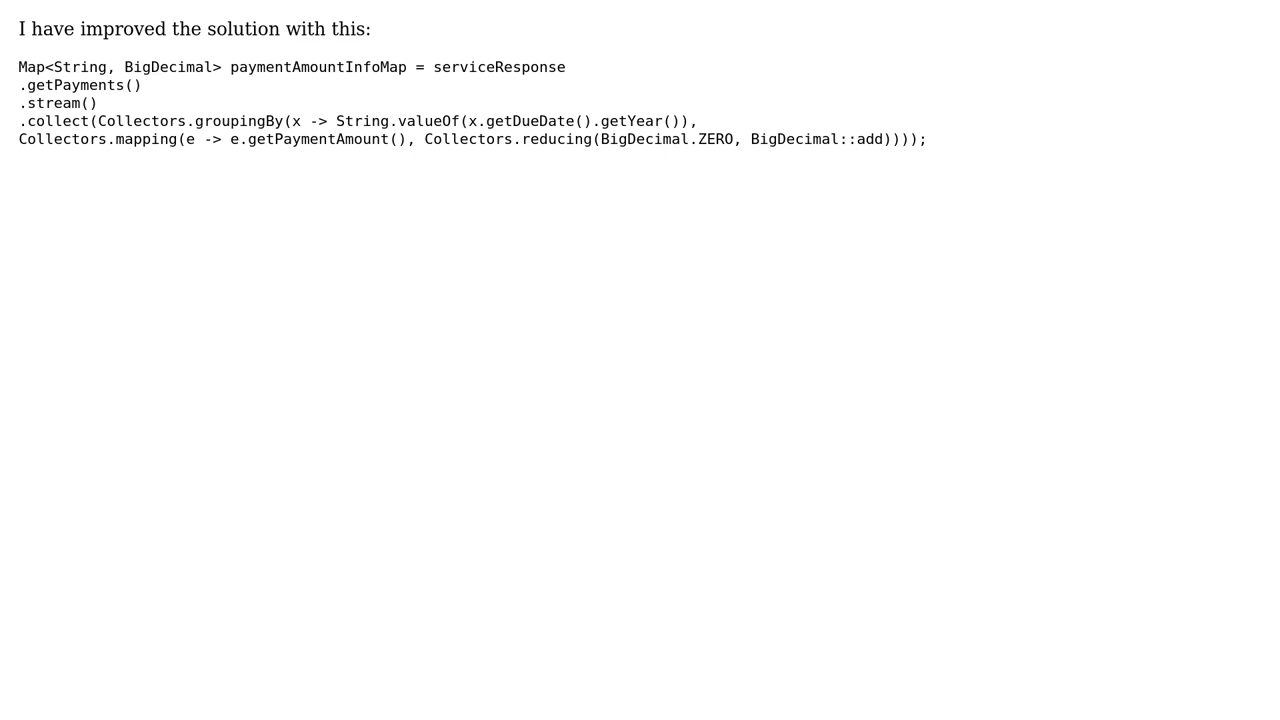 I have improved the solution with this:
Map<String, BigDecimal> paymentAmountInfoMap = serviceResponse
.getPayments()
.stream()
.collect(Collectors.groupingBy(x -> String.valueOf(x.getDueDate().getYear()),
Collectors.mapping(e -> e.getPaymentAmount(), Collectors.reducing(BigDecimal.ZERO, BigDecimal::add))));